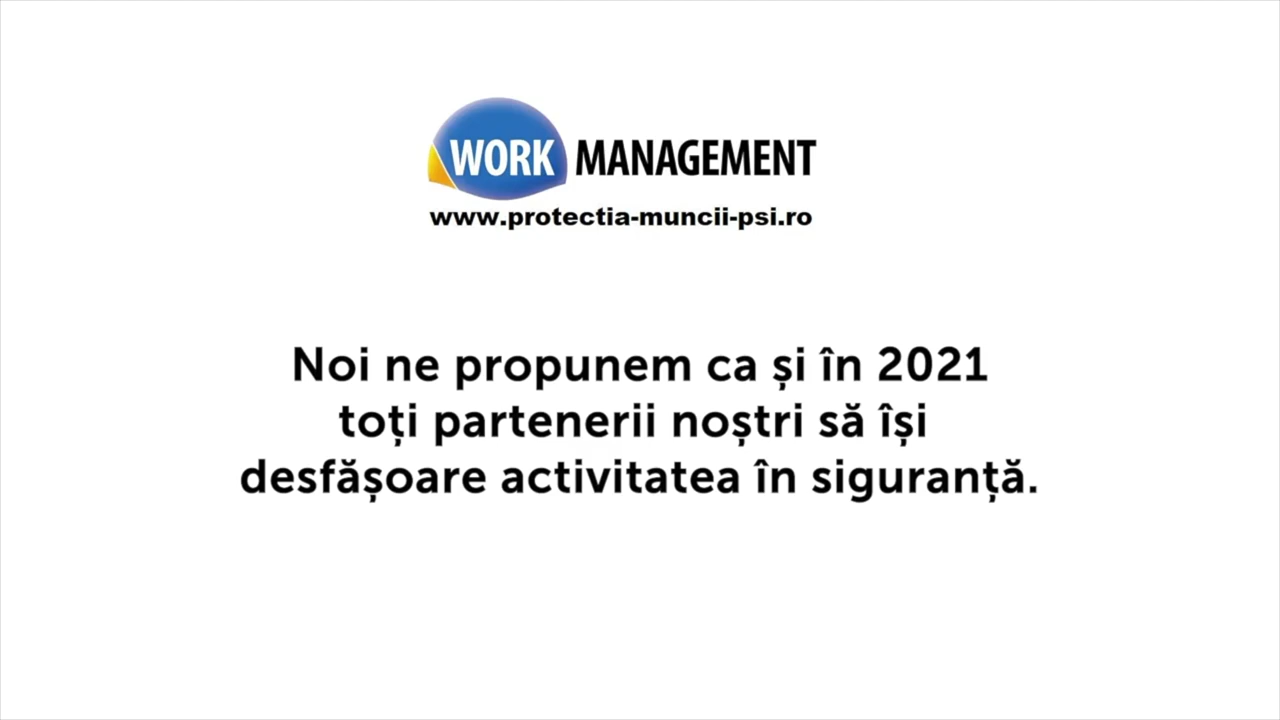 WORK MANAGEMENT
www.protectia-muncii-psi.ro
Noi ne propunem ca și în 2021
toți partenerii noștri să își
desfășoare activitatea în siguranță.